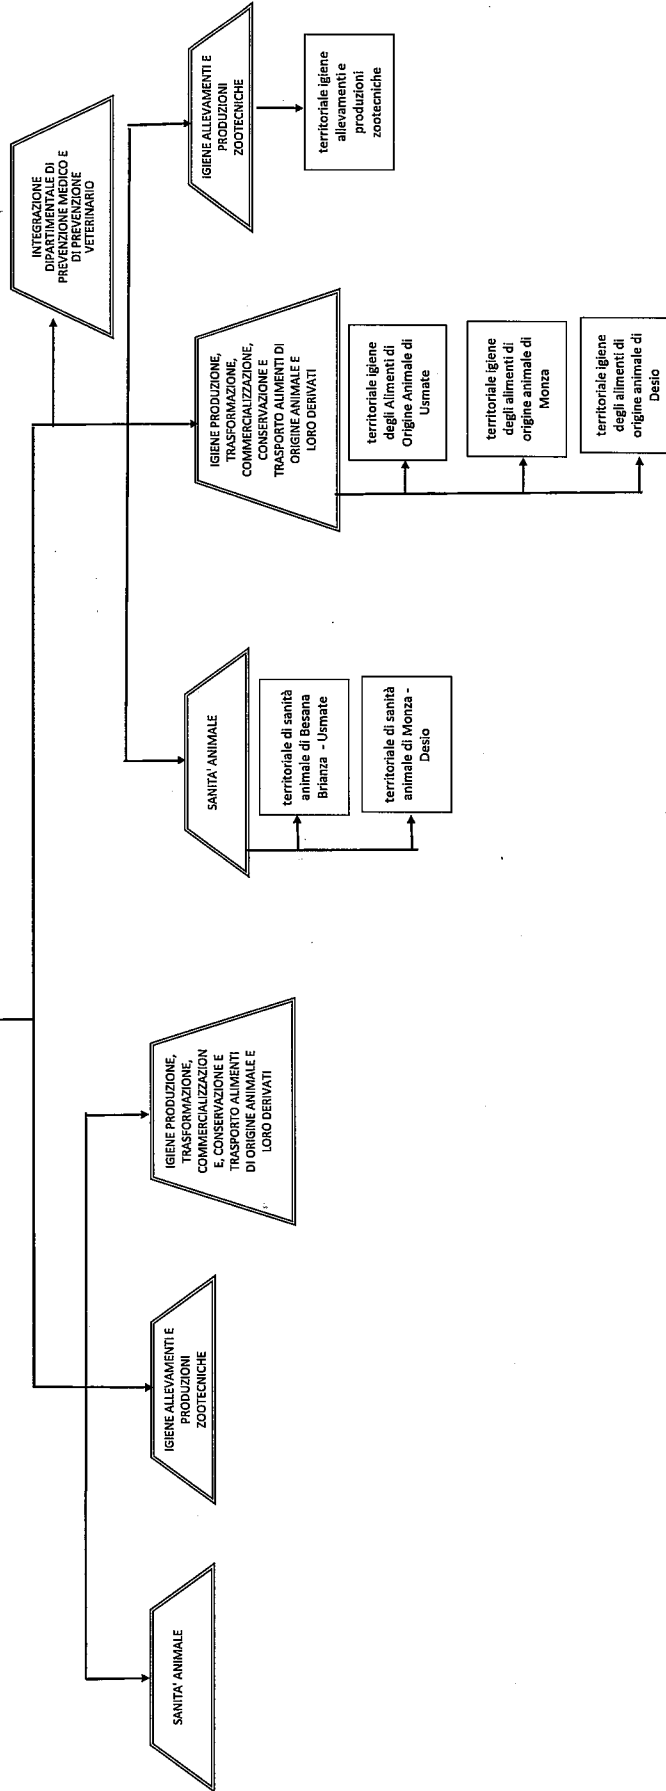 SANITA' ANIMALE
IGIENE ALLEVAMENTI E
PRODUZIONI
ZOOTECNICHE
IGIENE PRODUZIONE,
TRASFORMAZIONE,
COMMERCIALIZZAZION
E, CONSERVAZIONE E
TRASPORTO ALIMENTI
DI ORIGINE ANIMALE E
LORO DERIVATI
SANITA' ANIMALE
territoriale di sanità
animale di Besana
Brianza - Usmate
territoriale di sanità
animale di Monza -
Desio
IGIENE PRODUZIONE,
TRASFORMAZIONE,
COMMERCIALIZZAZIONE,
CONSERVAZIONE E
TRASPORTO ALIMENTI DI
ORIGINE ANIMALE E
LORO DERIVATI
territoriale igiene
degli Alimenti di
Origine Animale di
Usmate
territoriale igiene
degli alimenti di
origine animale di
Monza
territoriale igiene
degli alimenti di
origine animale di
Desio
INTEGRAZIONE
DIPARTIMENTALE DI
PREVENZIONE MEDICO E
DI PREVENZIONE
VETERINARIO
IGIENE ALLEVAMENTI E
PRODUZIONI
ZOOTECNICHE
territoriale igiene
allevamenti e
produzioni
zootecniche